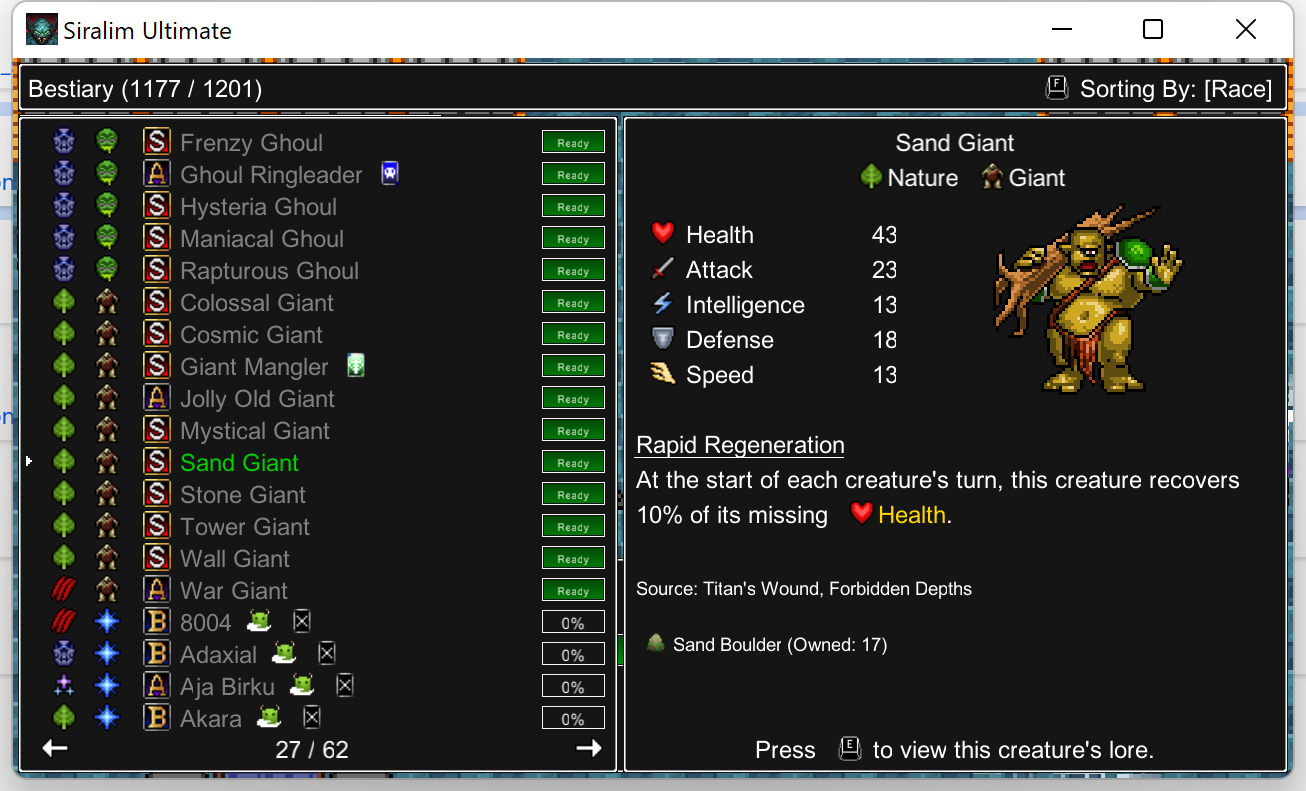 Siralim Ultimate
Bestiary (1177 / 1201)
F Sorting By: [Race]
S Frenzy Ghoul Ready
A Ghoul Ringleader Ready
S Hysteria Ghoul Ready
S Maniacal Ghoul Ready
S Rapturous Ghoul Ready
S Colossal Giant Ready
S Cosmic Giant Ready
S Giant Mangler Ready
A Jolly Old Giant Ready
S Mystical Giant Ready
S Sand Giant Ready
S Stone Giant Ready
S Tower Giant Ready
S Wall Giant Ready
A War Giant Ready
B 8004 0%
B Adaxial 0%
A Aja Birku 0%
B Akara 0%
27 / 62
Sand Giant
Nature Giant
Health 43
Attack 23
Intelligence 13
Defense 18
Speed 13
Rapid Regeneration
At the start of each creature's turn, this creature recovers
10% of its missing Health.
Source: Titan's Wound, Forbidden Depths
Sand Boulder (Owned: 17)
Press E to view this creature's lore.